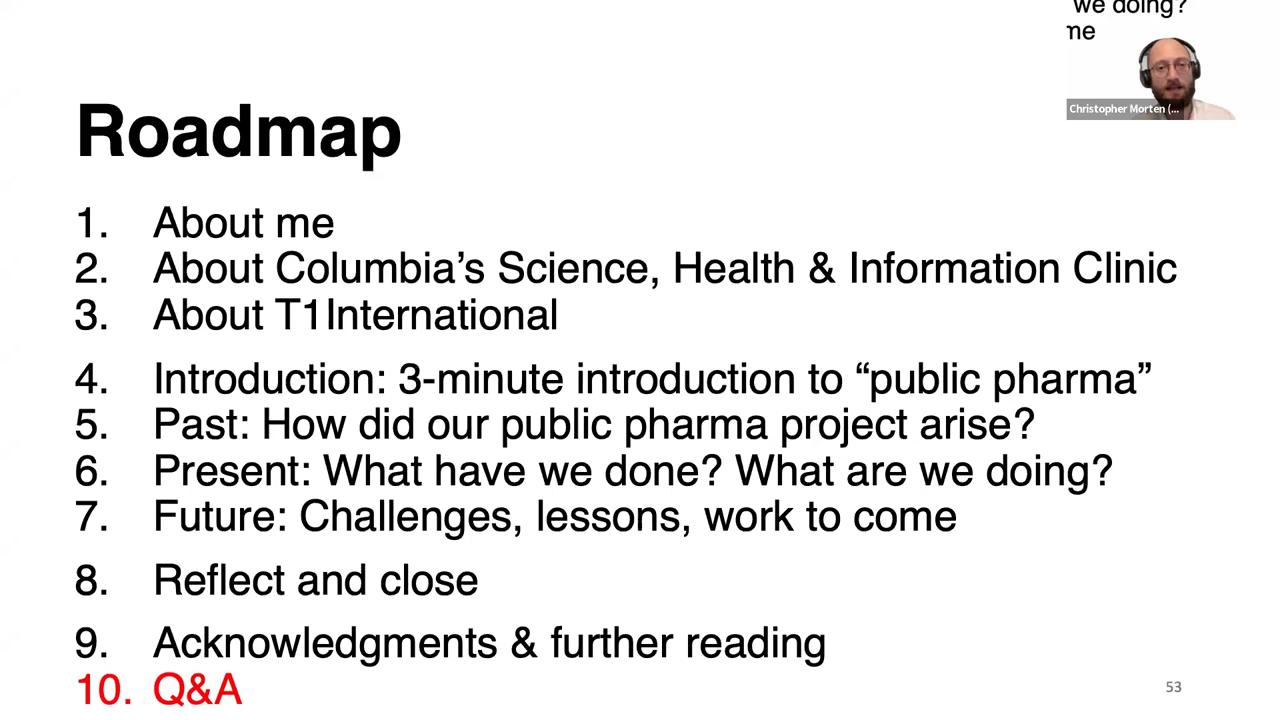 we doing?
me
Christopher Morten (...
Roadmap
1. About me
2. About Columbia’s Science, Health & Information Clinic
3. About T1International
4. Introduction: 3-minute introduction to “public pharma”
5. Past: How did our public pharma project arise?
6. Present: What have we done? What are we doing?
7. Future: Challenges, lessons, work to come
8. Reflect and close
9. Acknowledgments & further reading
10. Q&A
53